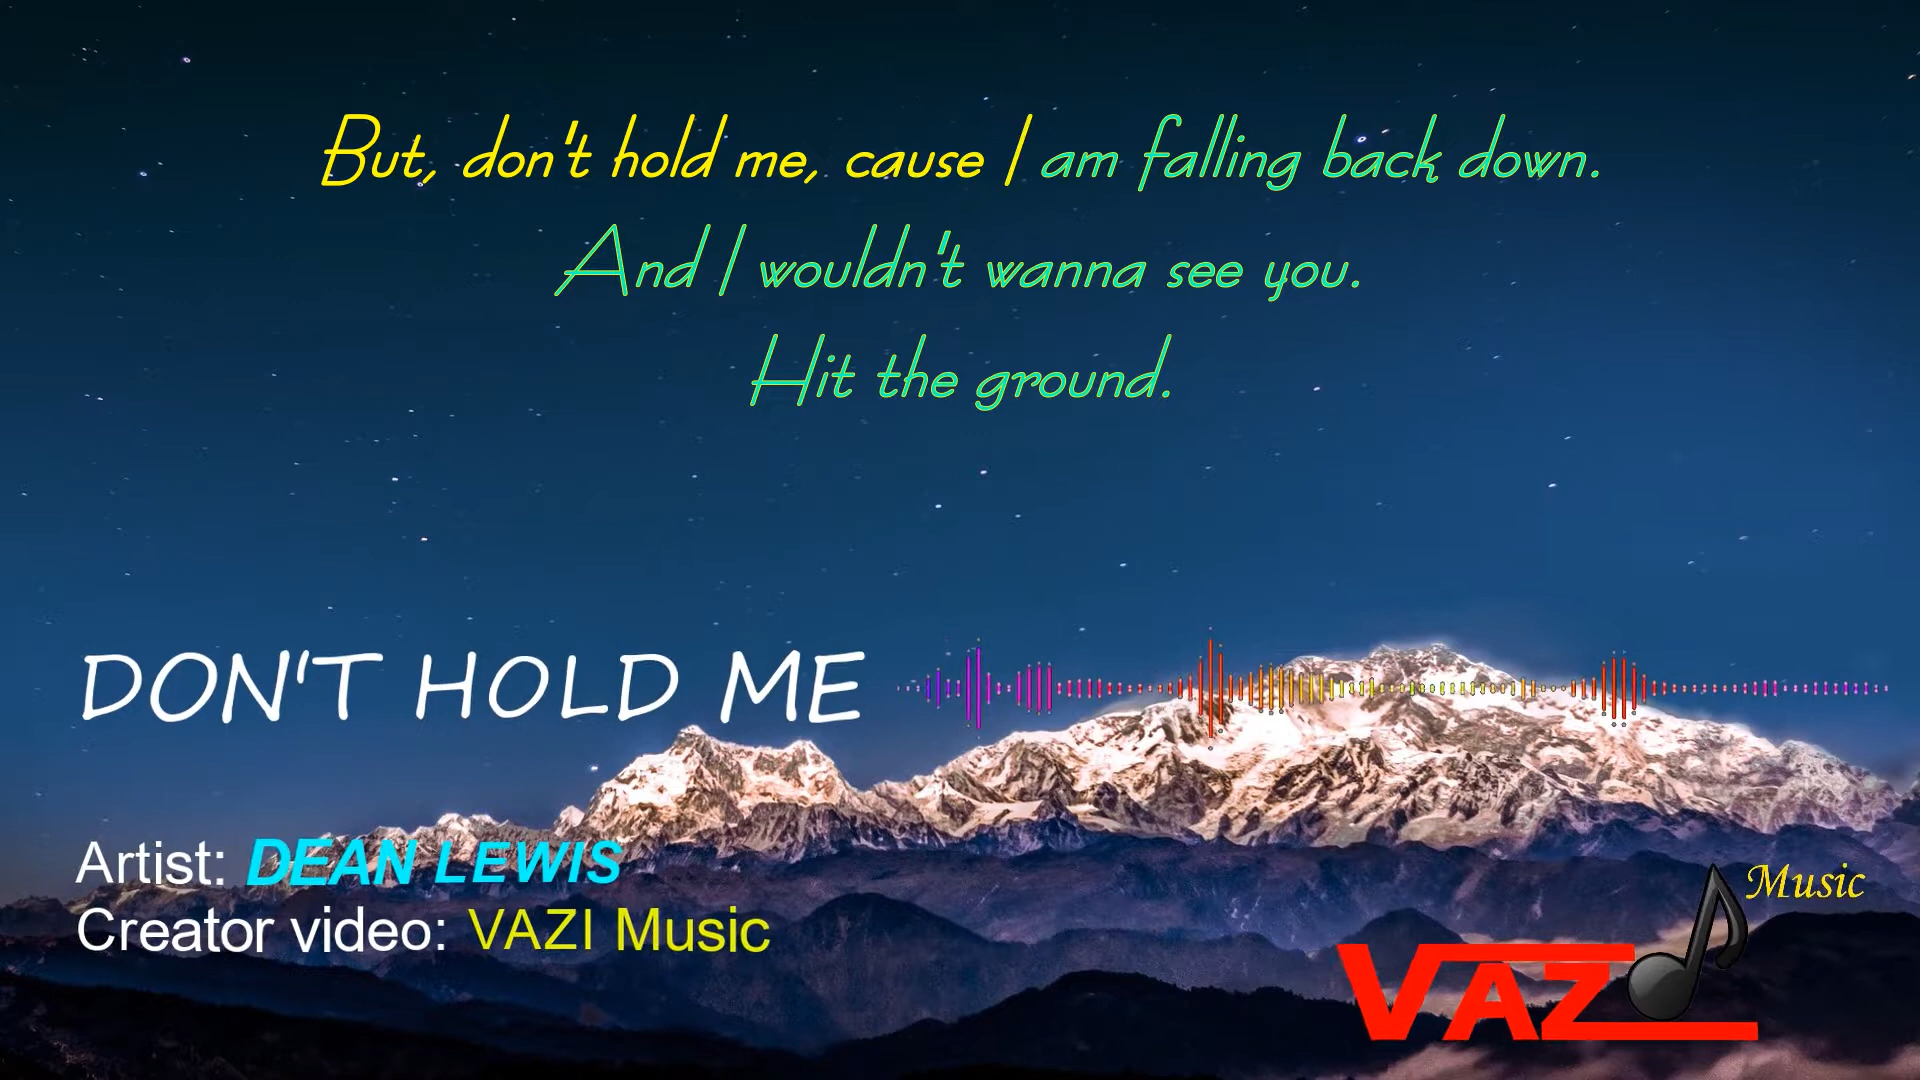 But, don't hold me, cause I am falling back down.
And I wouldn't wanna see you.
Hit the ground.
DON'T HOLD ME
Artist: DEAN LEWIS
Creator video: VAZI Music
Music
VAZ